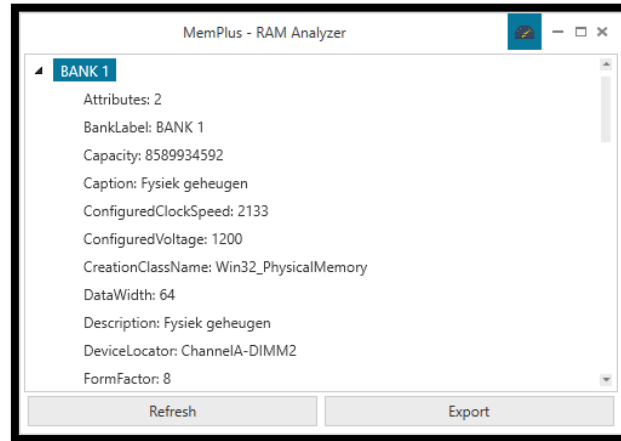 MemPlus - RAM Analyzer
BANK 1
Attributes: 2
BankLabel: BANK 1
Capacity: 8589934592
Caption: Fysiek geheugen
ConfiguredClockSpeed: 2133
ConfiguredVoltage: 1200
CreationClassName: Win32_PhysicalMemory
DataWidth: 64
Description: Fysiek geheugen
DeviceLocator: ChannelA-DIMM2
FormFactor: 8
Refresh Export